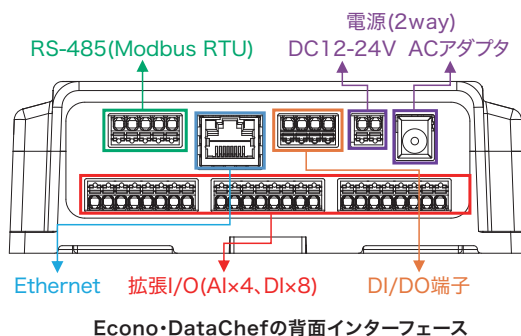 電源(2way)
RS-485(Modbus RTU)
DC12-24V ACアダプタ
Ethernet
拡張I/O(AI×4、DI×8)
DI/DO端子
Econo・DataChefの背面インターフェース